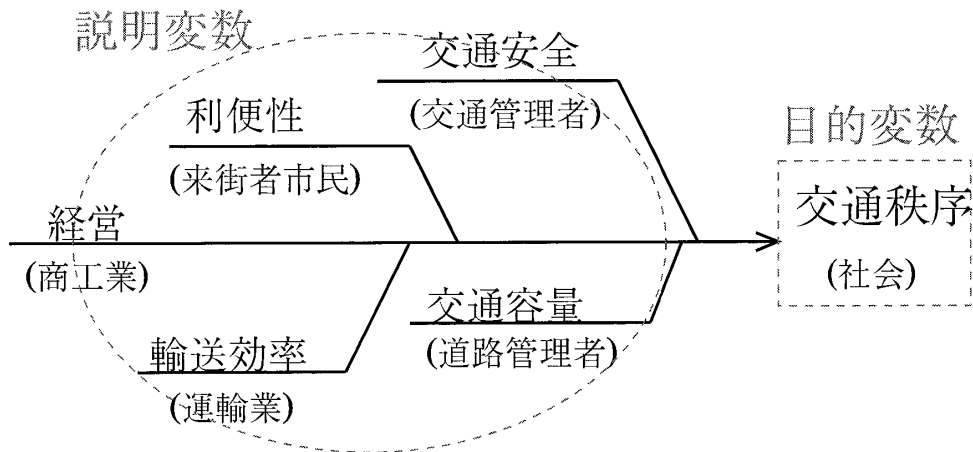 説明変数
交通安全
(交通管理者)
利便性
(来街者市民)
経営
(商工業)
輸送効率
(運輸業)
交通容量
(道路管理者)
目的変数
交通秩序
(社会)